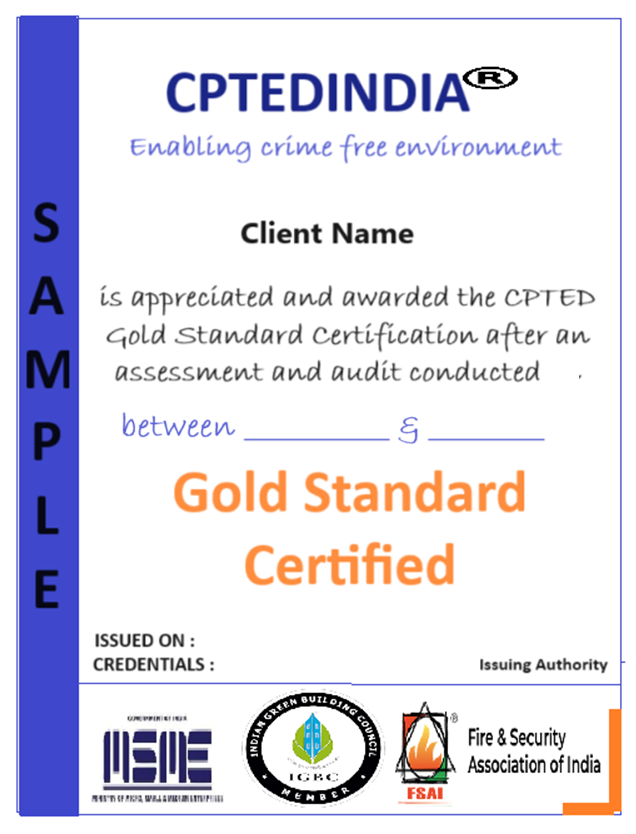 SAMPLE
CPTEDINDIA®
Enabling crime free environment
Client Name
is appreciated and awarded the CPTED
Gold Standard Certification after an
assessment and audit conducted .
between __________ & ________
Gold Standard
Certified
ISSUED ON :
CREDENTIALS :
Issuing Authority
GOVERNMENT OF INDIA
MSME
MINISTRY OF MICRO, SMALL & MEDIUM ENTERPRISES
INDIAN GREEN BUILDING COUNCIL
IGBC
MEMBER
®
FSAI
Fire & Security
Association of India